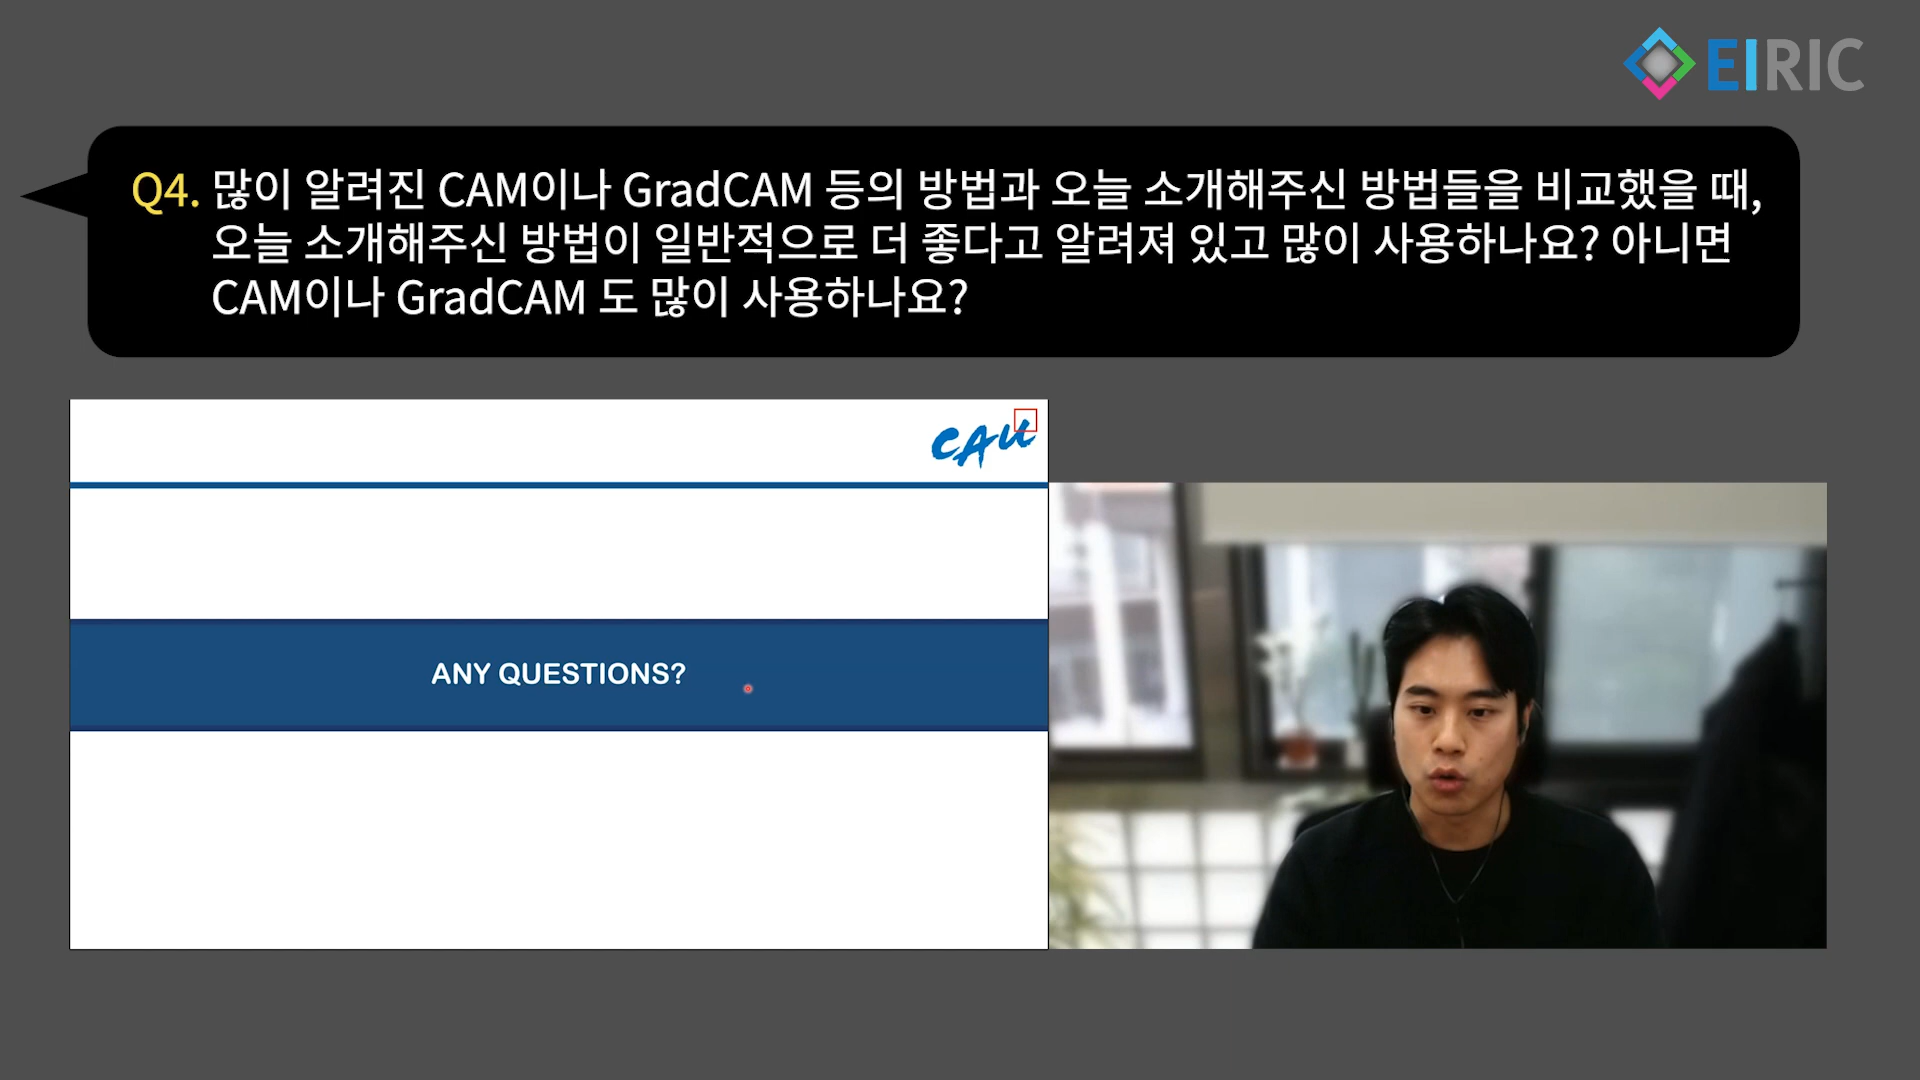 EIRIC
Q4. 많이 알려진 CAM이나 GradCAM 등의 방법과 오늘 소개해주신 방법들을 비교했을 때,
오늘 소개해주신 방법이 일반적으로 더 좋다고 알려져 있고 많이 사용하나요? 아니면
CAM이나 GradCAM 도 많이 사용하나요?
CAU
ANY QUESTIONS?